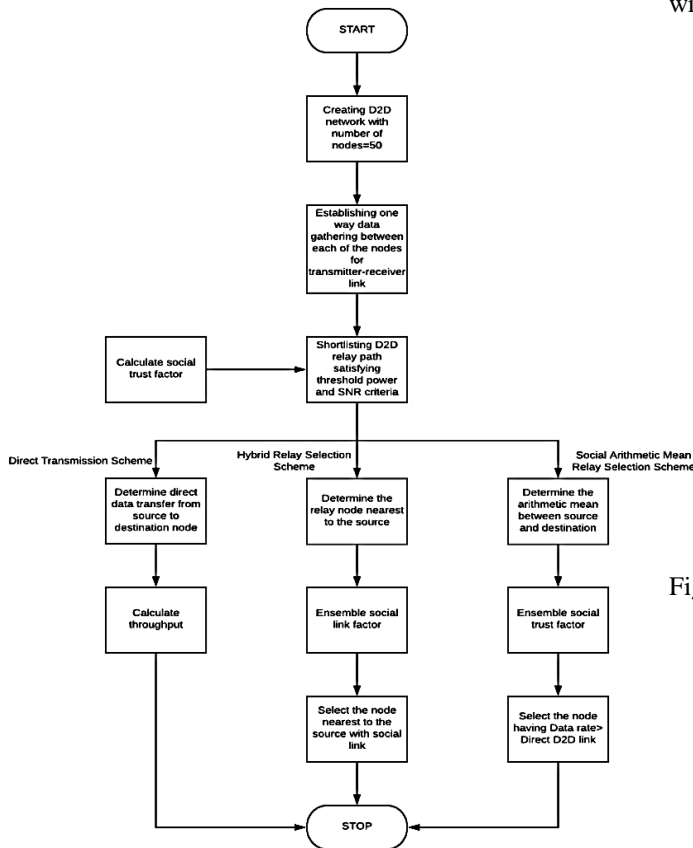 wi
START
Creating D2D
network with
number of
nodes=50
Establishing one
way data
gathering between
each of the nodes
for
transmitter-receiver
link
Calculate social
trust factor
Shortlisting D2D
relay path
satisfying
threshold power
and SNR criteria
Direct Transmission Scheme
Hybrid Relay Selection
Scheme
Social Arithmetic Mean
Relay Selection Scheme
Determine direct
data transfer from
source to
destination node
Determine the
relay node nearest
to the source
Determine the
arithmetic mean
between source
and destination
Calculate
throughput
Ensemble social
link factor
Ensemble social
trust factor
Fig
Select the node
nearest to the
source with social
link
Select the node
having Data rate>
Direct D2D link
STOP